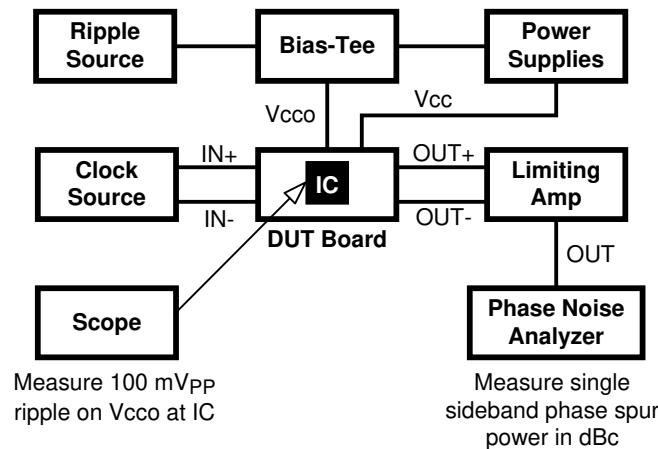 Ripple
Source
Bias-Tee
Power
Supplies
Vcco
Vcc
Clock
Source
IN+
IN-
IC
DUT Board
OUT+
OUT-
Limiting
Amp
OUT
Scope
Phase Noise
Analyzer
Measure 100 mVPP
ripple on Vcco at IC
Measure single
sideband phase spur
power in dBc